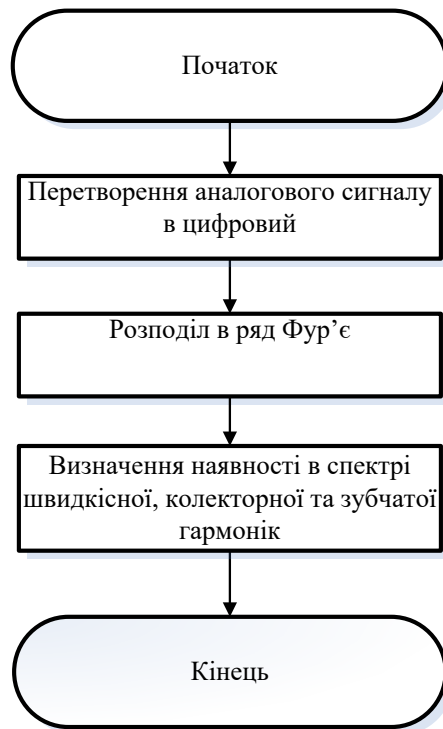 Початок
Перетворення аналогового сигналу
в цифровий
Розподіл в ряд Фур’є
Визначення наявності в спектрі
швидкісної, колекторної та зубчатої
гармонік
Кінець